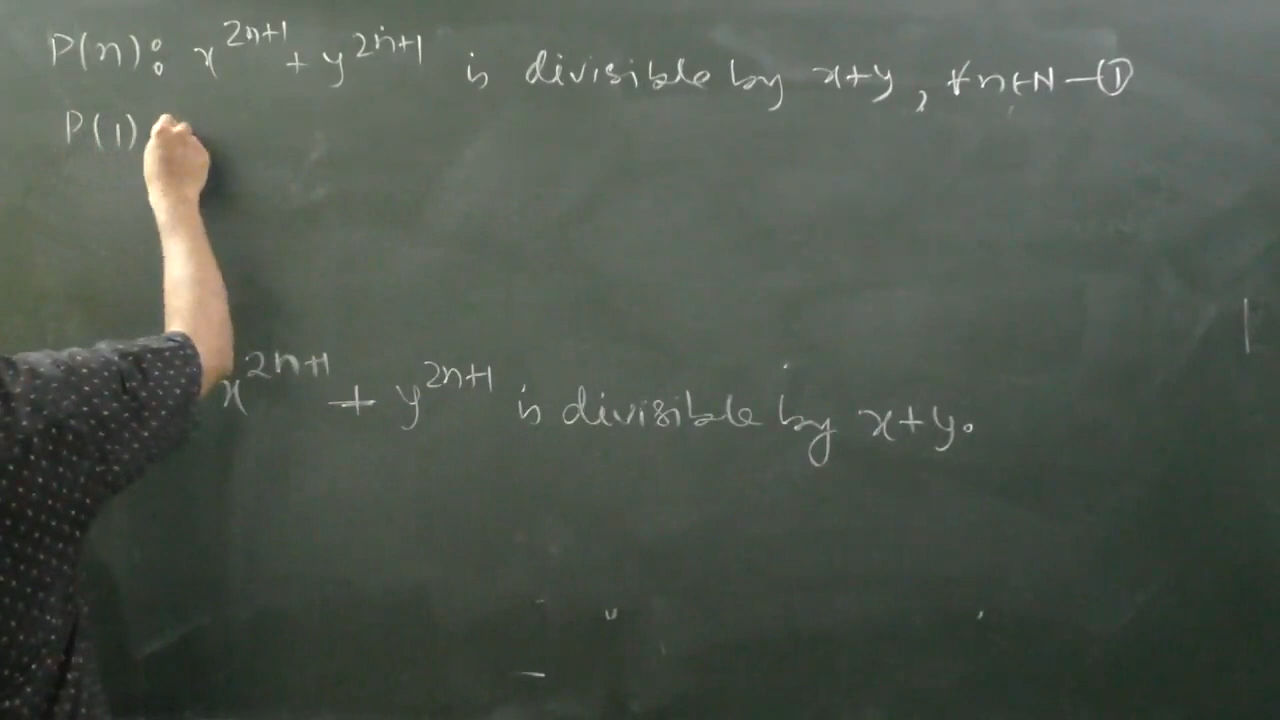 P(n): x^{2n+1} + y^{2n+1} is divisible by x+y, ∀ n∈N —①
P(1)
x^{2n+1} + y^{2n+1} is divisible by x+y.